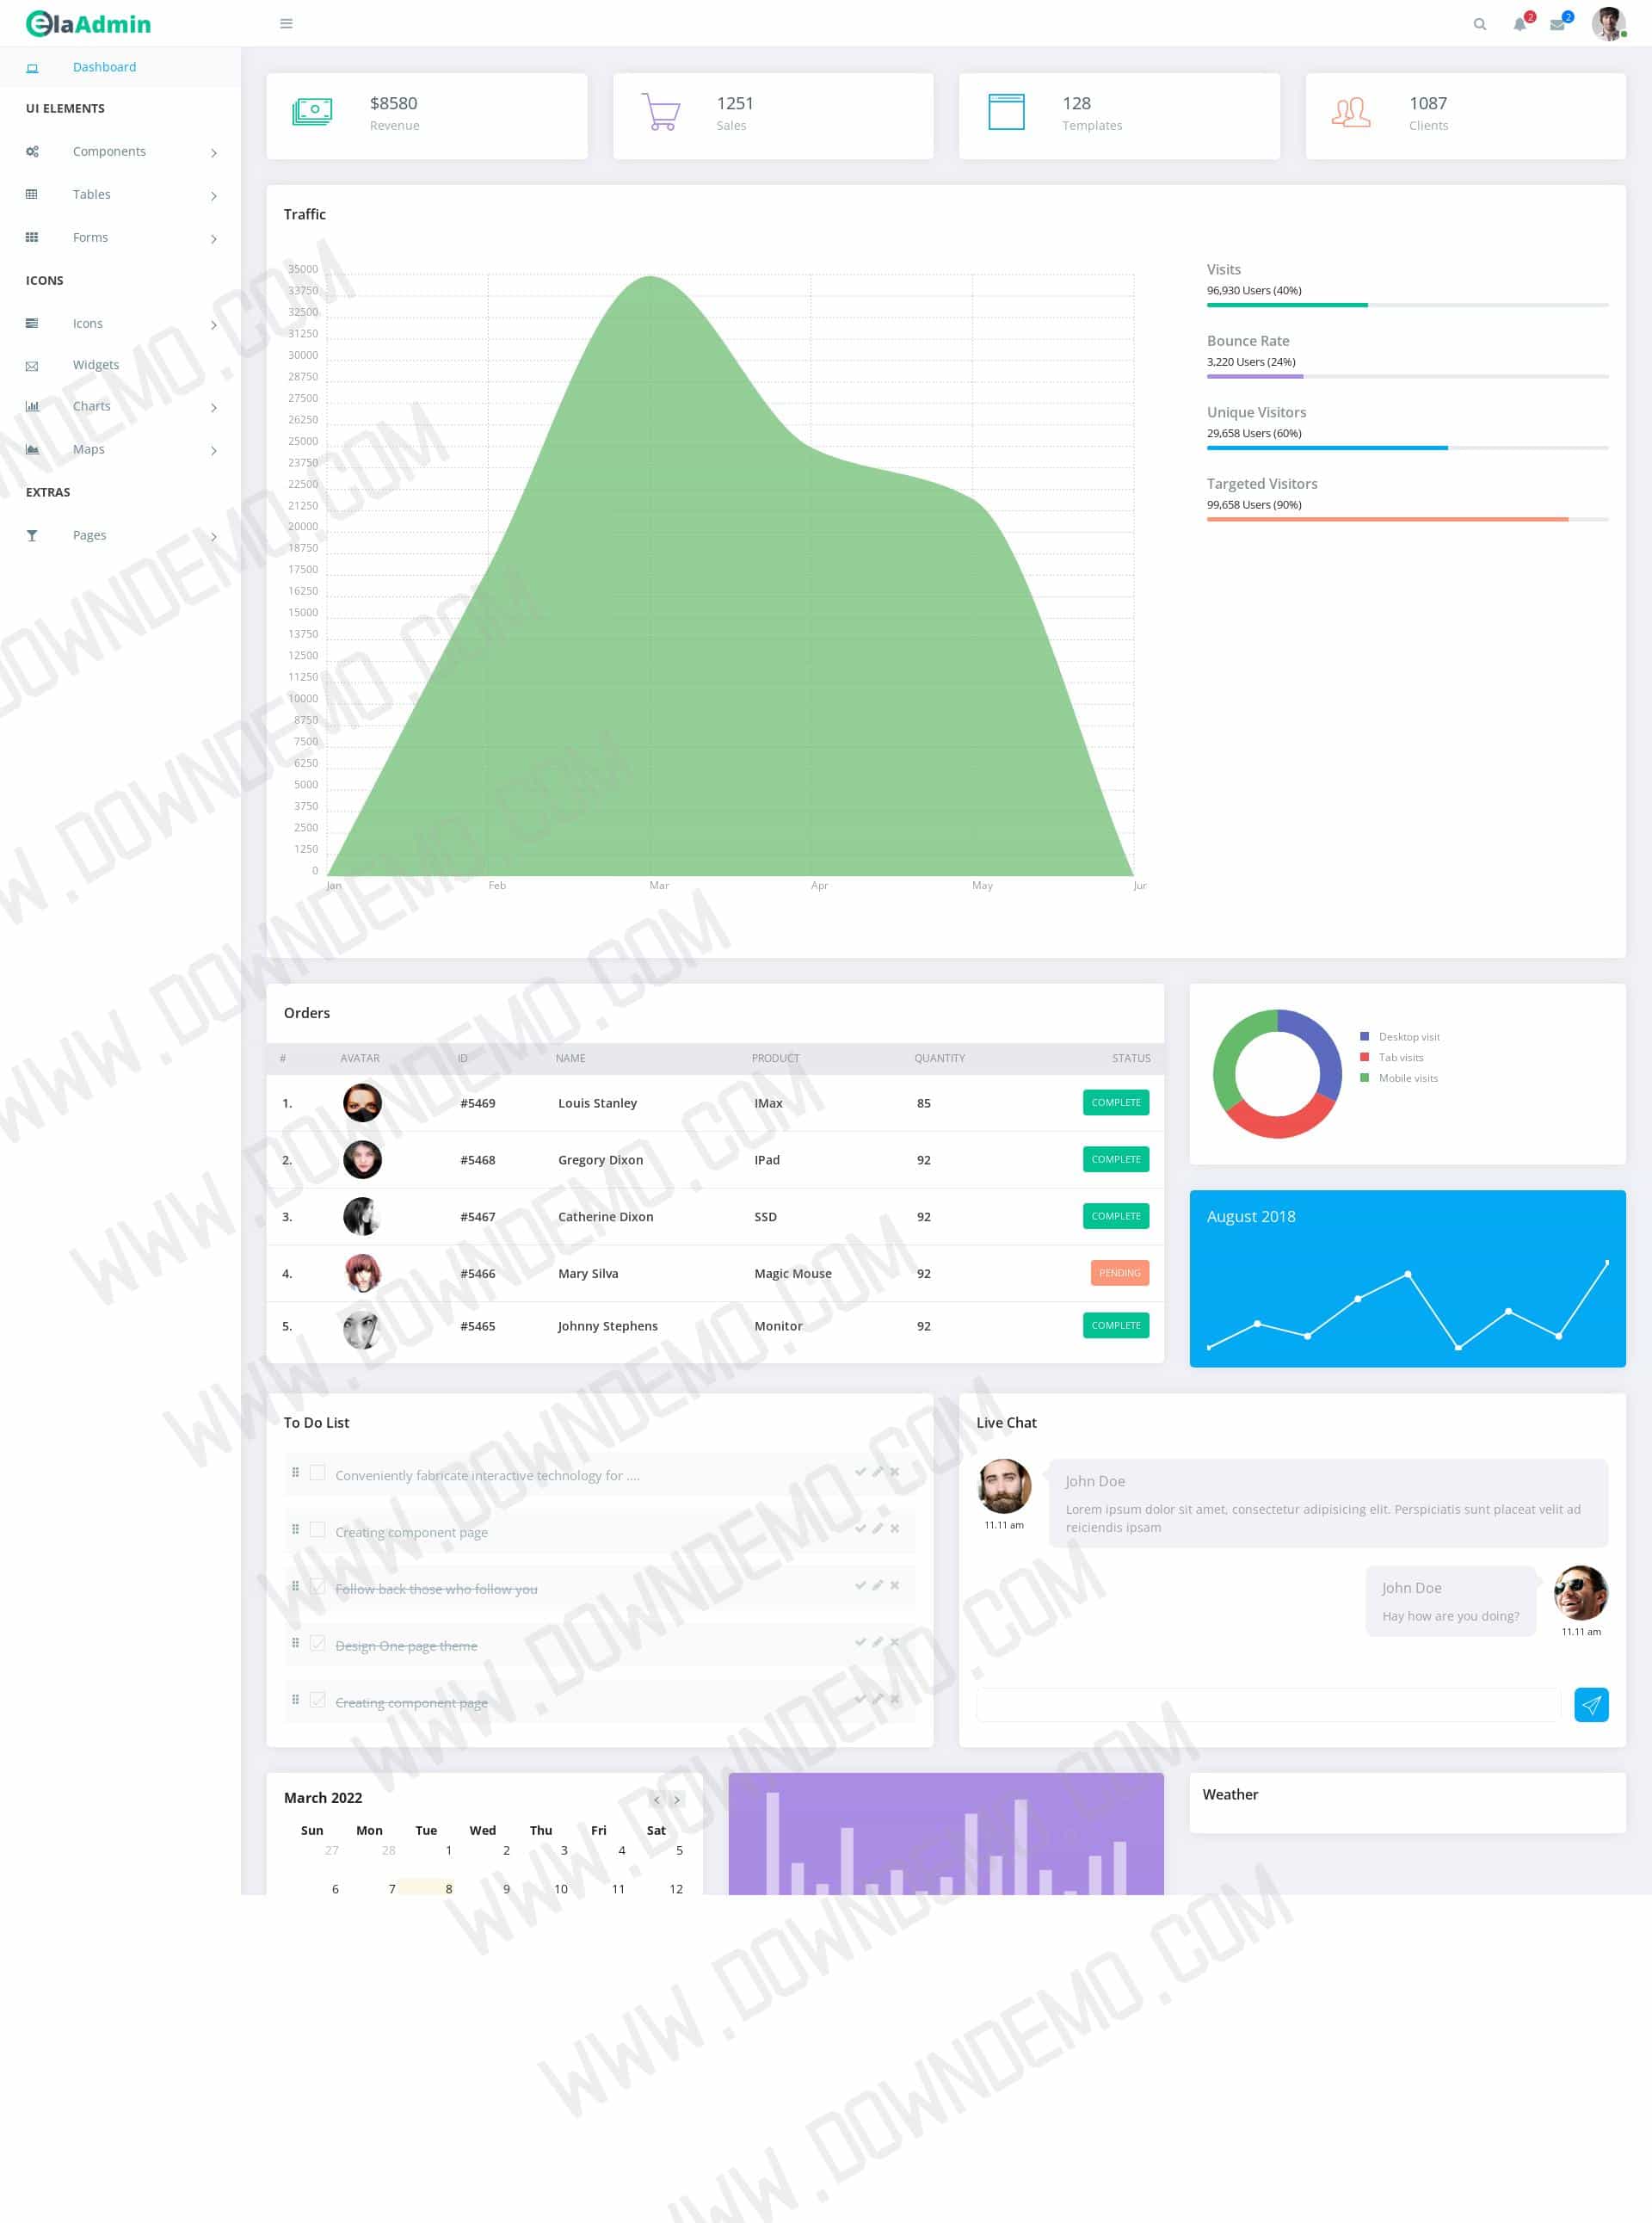 elaAdmin
2
2
Dashboard
UI ELEMENTS
Components
Tables
Forms
ICONS
Icons
Widgets
Charts
Maps
EXTRAS
Pages
$8580
Revenue
1251
Sales
128
Templates
1087
Clients
Traffic
35000
33750
32500
31250
30000
28750
27500
26250
25000
23750
22500
21250
20000
18750
17500
16250
15000
13750
12500
11250
10000
8750
7500
6250
5000
3750
2500
1250
0
Jan Feb Mar Apr May Jur
Visits
96,930 Users (40%)
Bounce Rate
3,220 Users (24%)
Unique Visitors
29,658 Users (60%)
Targeted Visitors
99,658 Users (90%)
Orders
# AVATAR ID NAME PRODUCT QUANTITY STATUS
1. #5469 Louis Stanley IMax 85 COMPLETE
2. #5468 Gregory Dixon IPad 92 COMPLETE
3. #5467 Catherine Dixon SSD 92 COMPLETE
4. #5466 Mary Silva Magic Mouse 92 PENDING
5. #5465 Johnny Stephens Monitor 92 COMPLETE
Desktop visit
Tab visits
Mobile visits
August 2018
To Do List
Conveniently fabricate interactive technology for ....
Creating component page
Follow back those who follow you
Design One page theme
Creating component page
Live Chat
John Doe
Lorem ipsum dolor sit amet, consectetur adipisicing elit. Perspiciatis sunt placeat velit ad
reiciendis ipsam
11.11 am
John Doe
Hay how are you doing?
11.11 am
March 2022
Sun Mon Tue Wed Thu Fri Sat
27 28 1 2 3 4 5
6 7 8 9 10 11 12
Weather
WWW.DOWNDEMO.COM